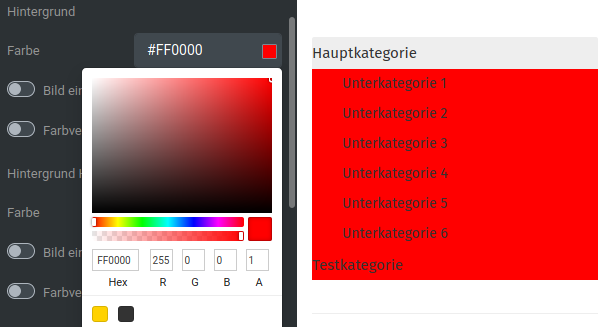 Hintergrund
Farbe
#FF0000
Bild ein
Farbve
Hintergrund
Farbe
Bild ein
Farbve
FF0000 255 0 0 1
Hex R G B A
Hauptkategorie
Unterkategorie 1
Unterkategorie 2
Unterkategorie 3
Unterkategorie 4
Unterkategorie 5
Unterkategorie 6
Testkategorie